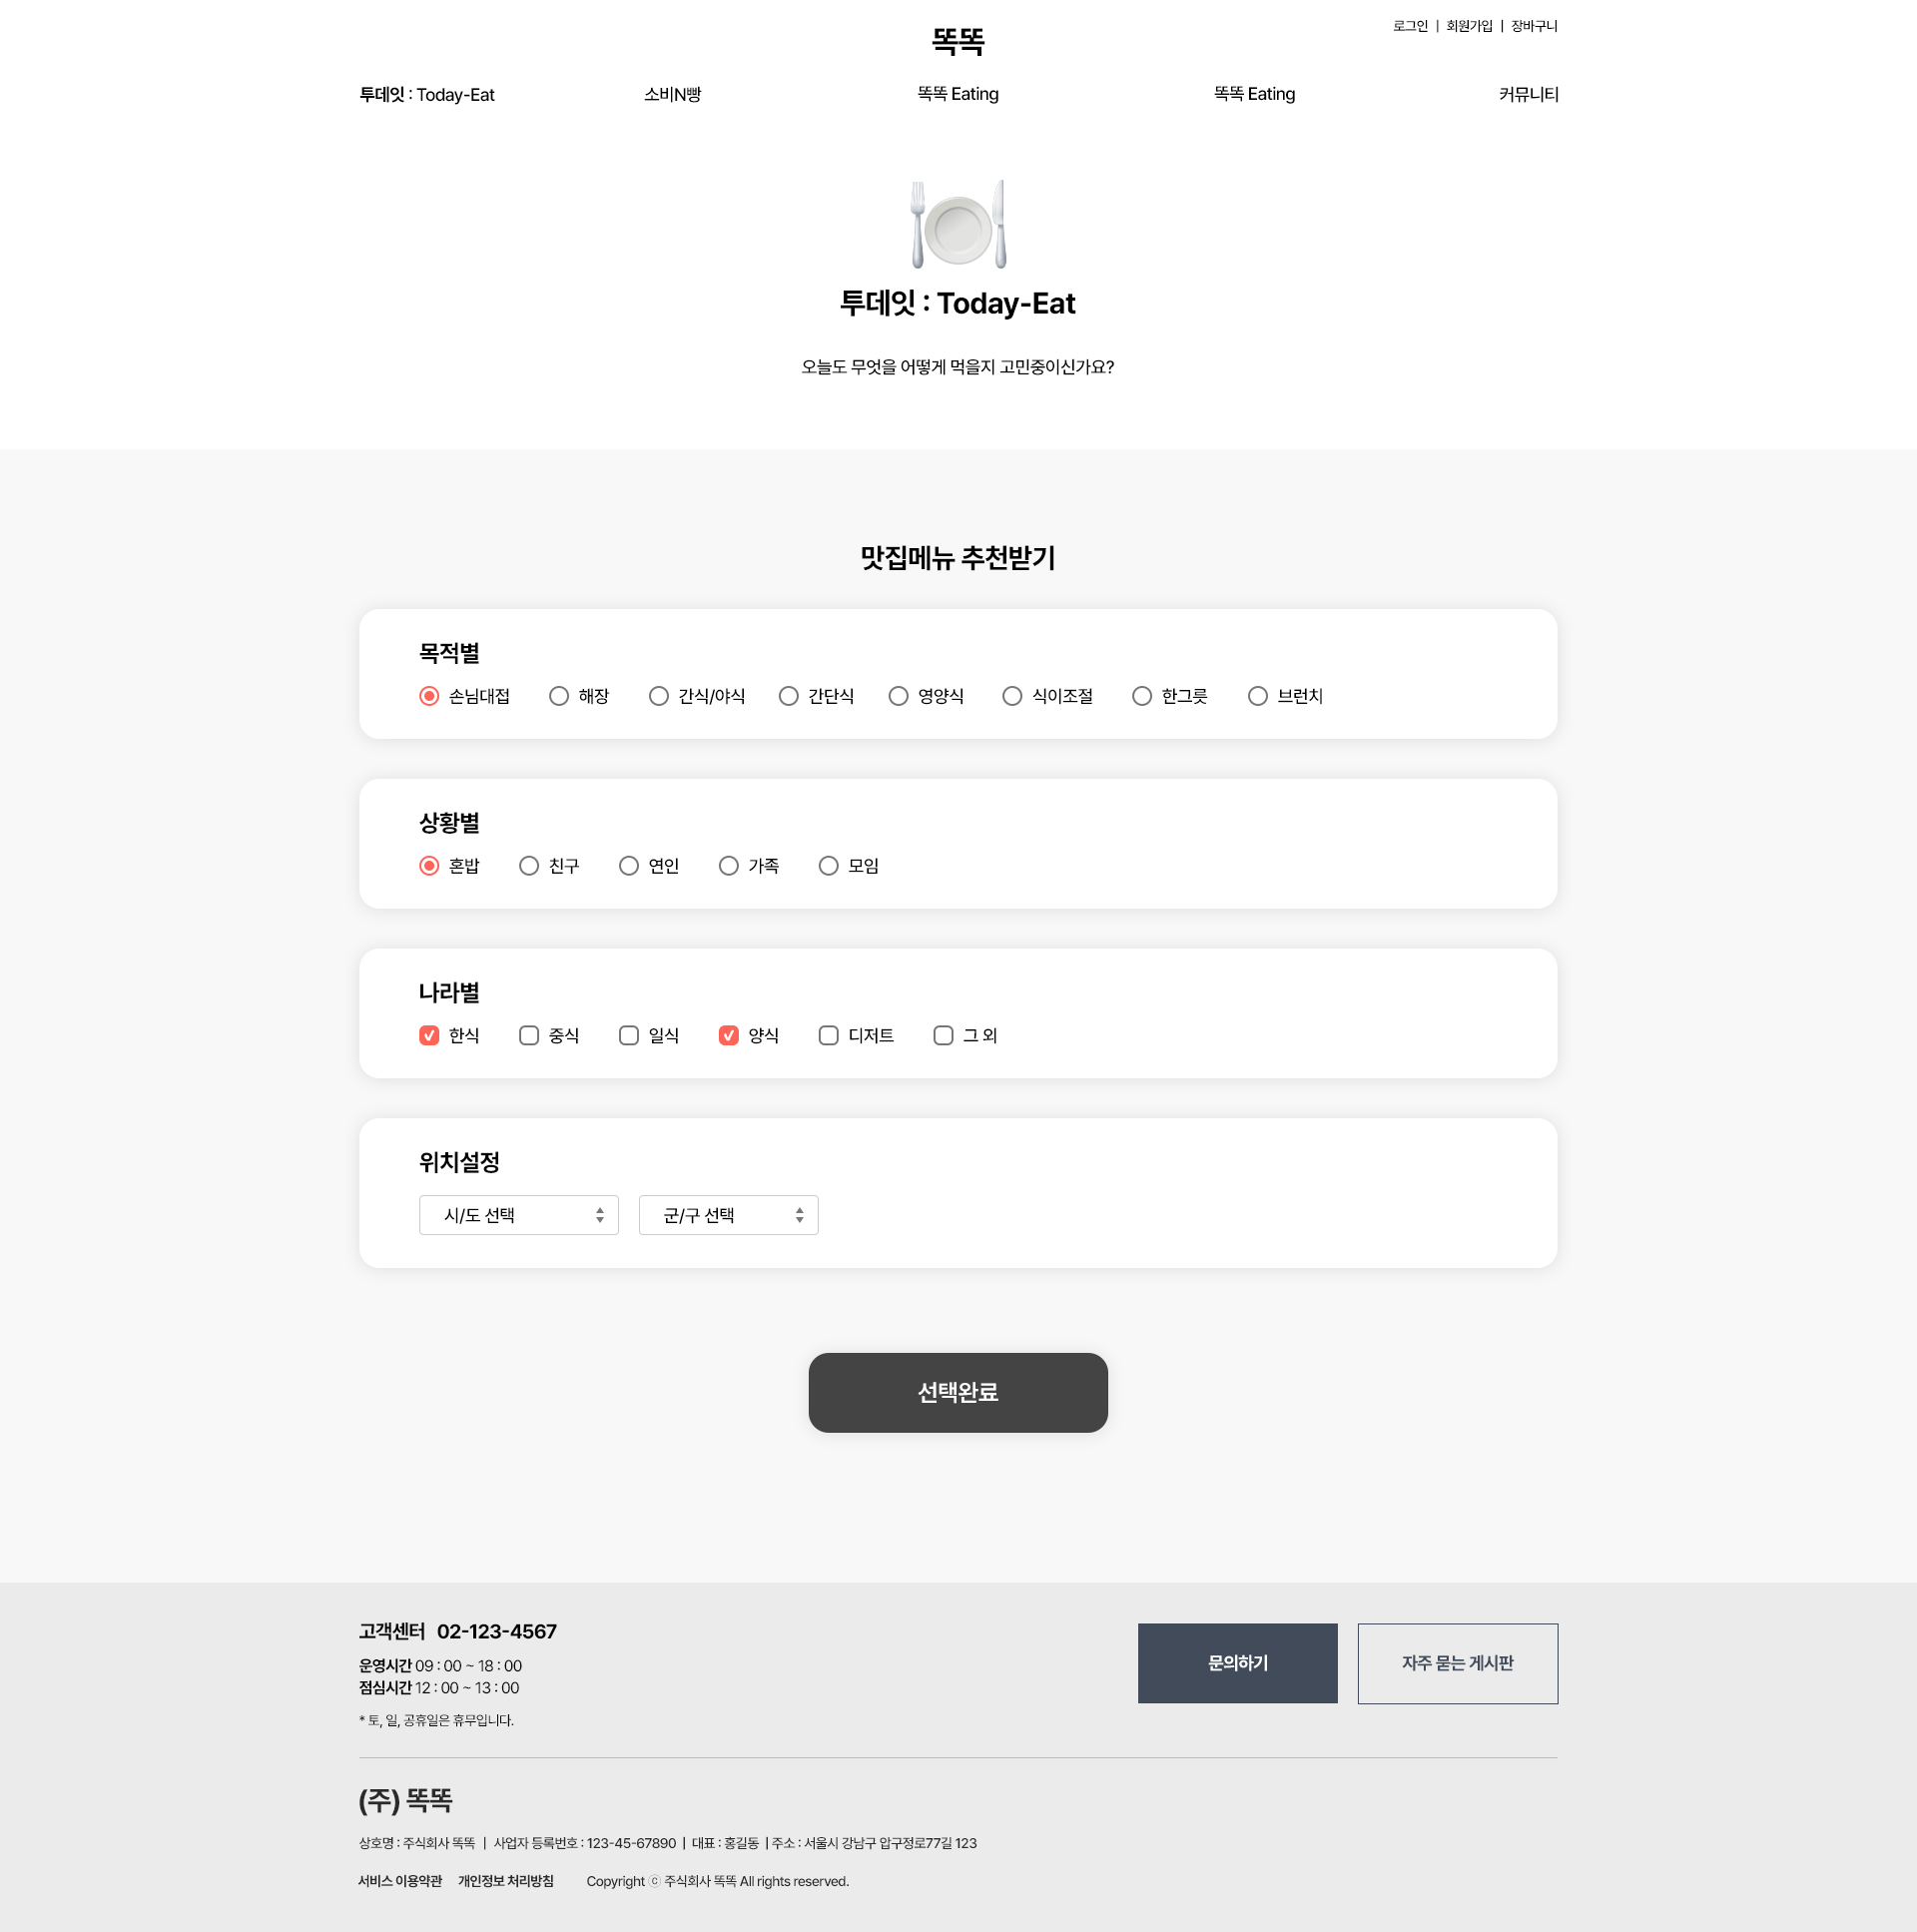 로그인 | 회원가입 | 장바구니
똑똑
투데잇 : Today-Eat 소비N빵 똑똑 Eating 똑똑 Eating 커뮤니티
투데잇 : Today-Eat
오늘도 무엇을 어떻게 먹을지 고민중이신가요?
맛집메뉴 추천받기
목적별
손님대접 해장 간식/야식 간단식 영양식 식이조절 한그릇 브런치
상황별
혼밥 친구 연인 가족 모임
나라별
한식 중식 일식 양식 디저트 그 외
위치설정
시/도 선택 군/구 선택
선택완료
고객센터 02-123-4567
운영시간 09 : 00 ~ 18 : 00
점심시간 12 : 00 ~ 13 : 00
* 토, 일, 공휴일은 휴무입니다.
문의하기 자주 묻는 게시판
(주) 똑똑
상호명 : 주식회사 똑똑 | 사업자 등록번호 : 123-45-67890 | 대표 : 홍길동 | 주소 : 서울시 강남구 압구정로77길 123
서비스 이용약관 개인정보 처리방침 Copyright ⓒ 주식회사 똑똑 All rights reserved.